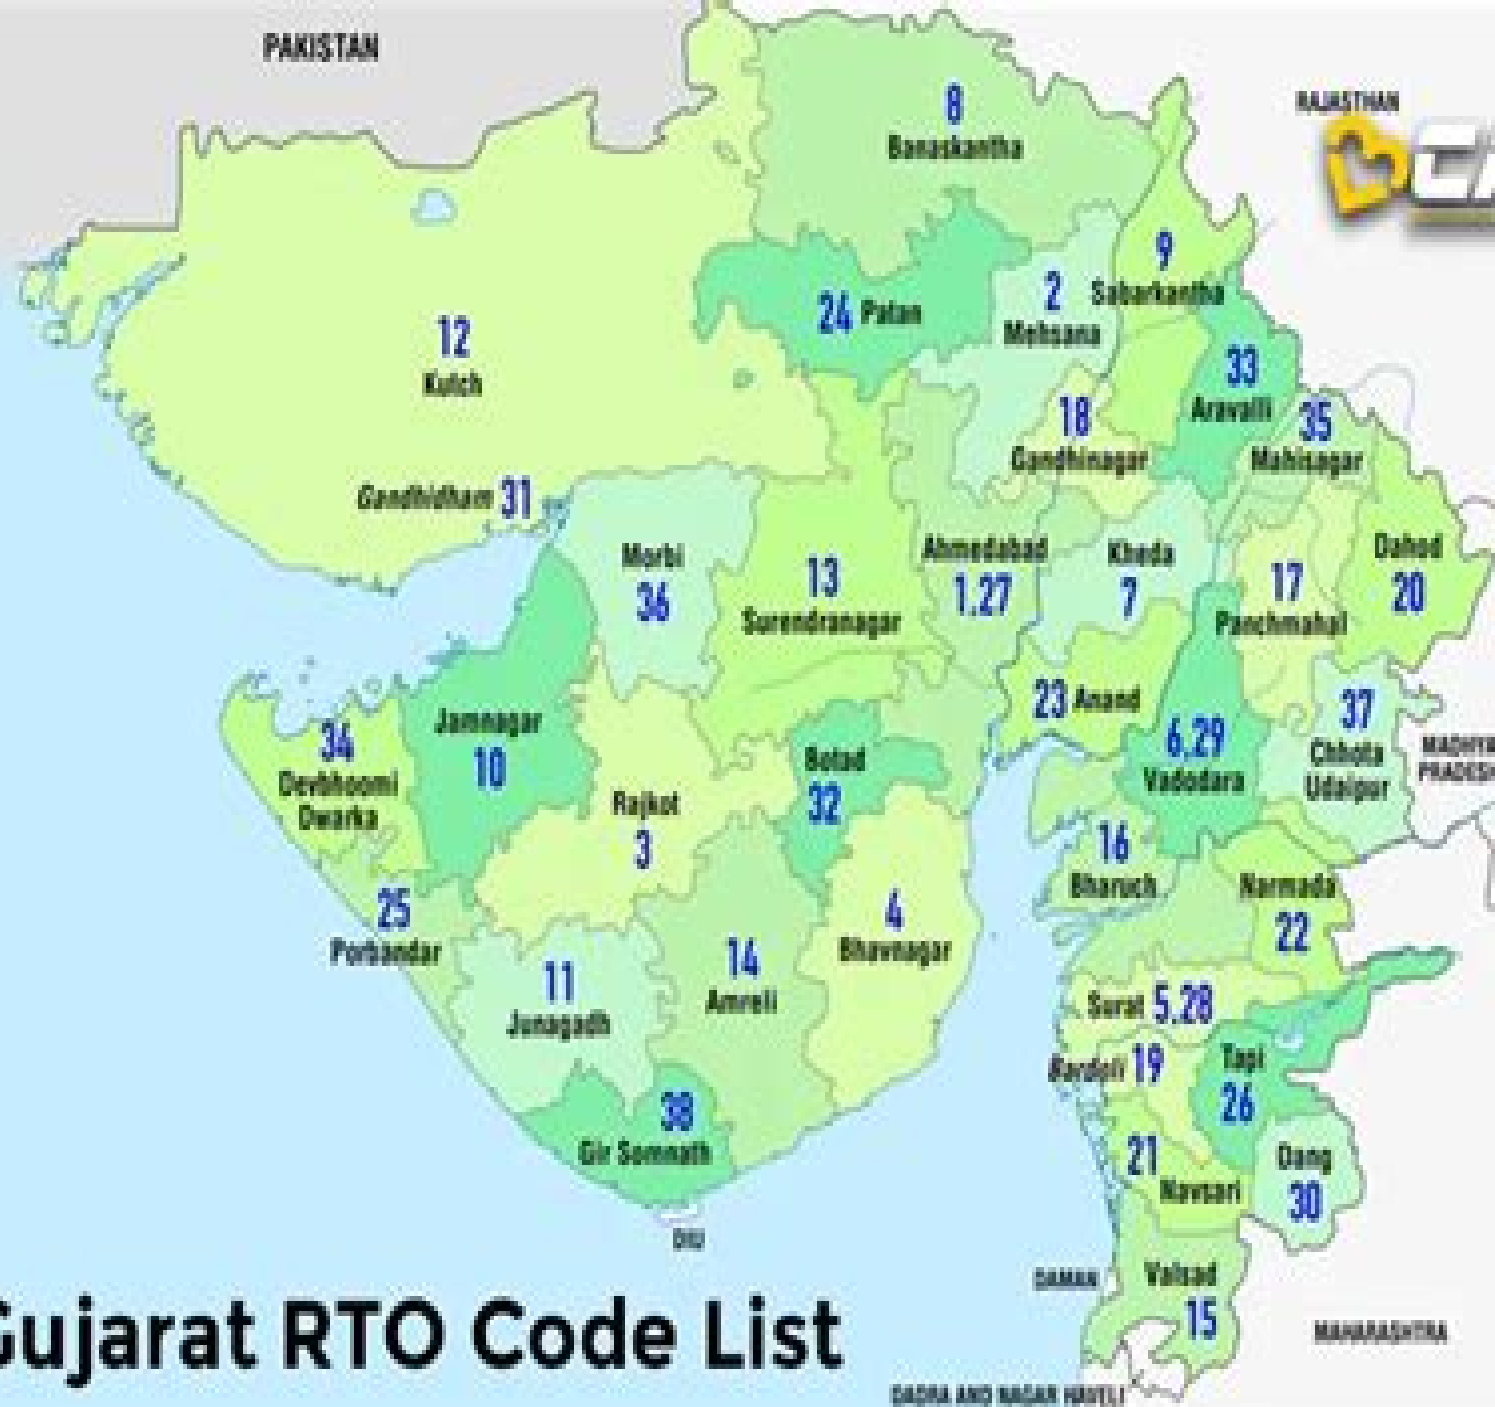 PAKISTAN
RAJASTHAN
8
Banaskantha
9
Sabarkantha
24 Patan
2
Mehsana
12
Kutch
33
Aravalli
18
Gandhinagar
35
Mahisagar
Gandhidham 31
Morbi
36
13
Surendranagar
Ahmedabad
1.27
Kheda
7
17
Panchmahal
Dahod
20
23 Anand
34
Devbhoomi
Dwarka
Jamnagar
10
Botad
32
6.29
Vadodara
37
Chhota
Udaipur
Rajkot
3
16
Bharuch
Narmada
22
25
Porbandar
11
Junagadh
14
Amreli
4
Bhavnagar
Surat 5.28
Bardoli 19
Tapi
26
38
Gir Somnath
21
Navsari
Dang
30
DIU
DAMAN
Valsad
15
MAHARASHTRA
DADRA AND NAGAR HAVELI
Gujarat RTO Code List